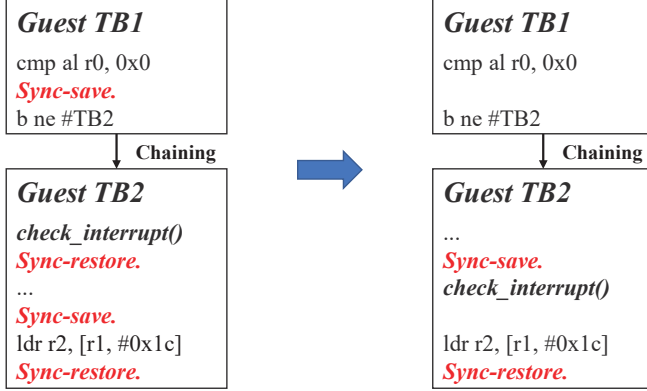 Guest TB1
cmp al r0, 0x0
Sync-save.
b ne #TB2
Chaining
Guest TB2
check_interrupt()
Sync-restore.
...
Sync-save.
ldr r2, [r1, #0x1c]
Sync-restore.
Guest TB1
cmp al r0, 0x0
b ne #TB2
Chaining
Guest TB2
...
Sync-save.
check_interrupt()
ldr r2, [r1, #0x1c]
Sync-restore.